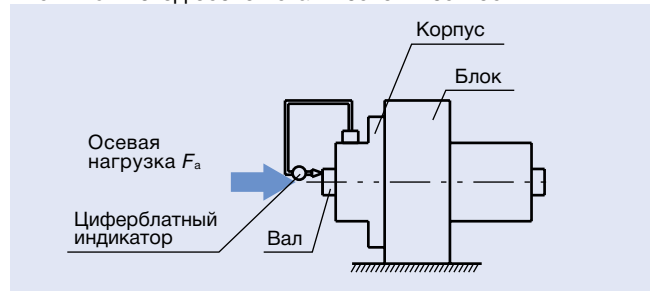 Корпус
Блок
Осевая
нагрузка Fa
Циферблатный
индикатор
Вал